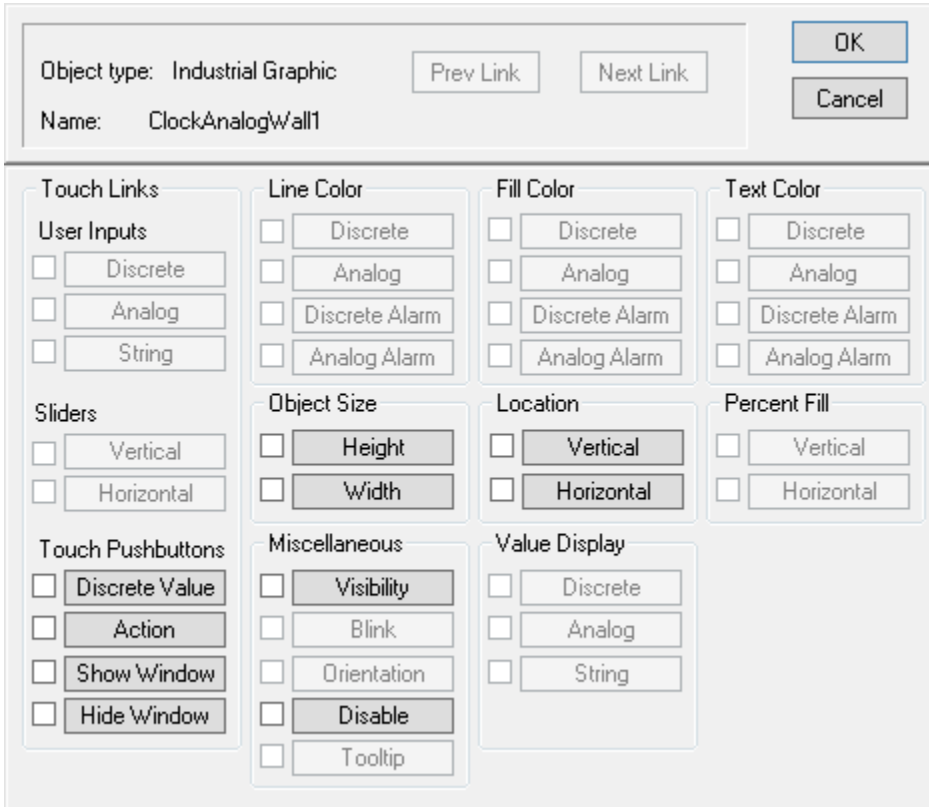 Object type: Industrial Graphic
Prev Link
Next Link
OK
Name: ClockAnalogWall1
Cancel
Touch Links
User Inputs
Discrete
Analog
String
Sliders
Vertical
Horizontal
Touch Pushbuttons
Discrete Value
Action
Show Window
Hide Window
Line Color
Discrete
Analog
Discrete Alarm
Analog Alarm
Object Size
Height
Width
Miscellaneous
Visibility
Blink
Orientation
Disable
Tooltip
Fill Color
Discrete
Analog
Discrete Alarm
Analog Alarm
Location
Vertical
Horizontal
Value Display
Discrete
Analog
String
Text Color
Discrete
Analog
Discrete Alarm
Analog Alarm
Percent Fill
Vertical
Horizontal